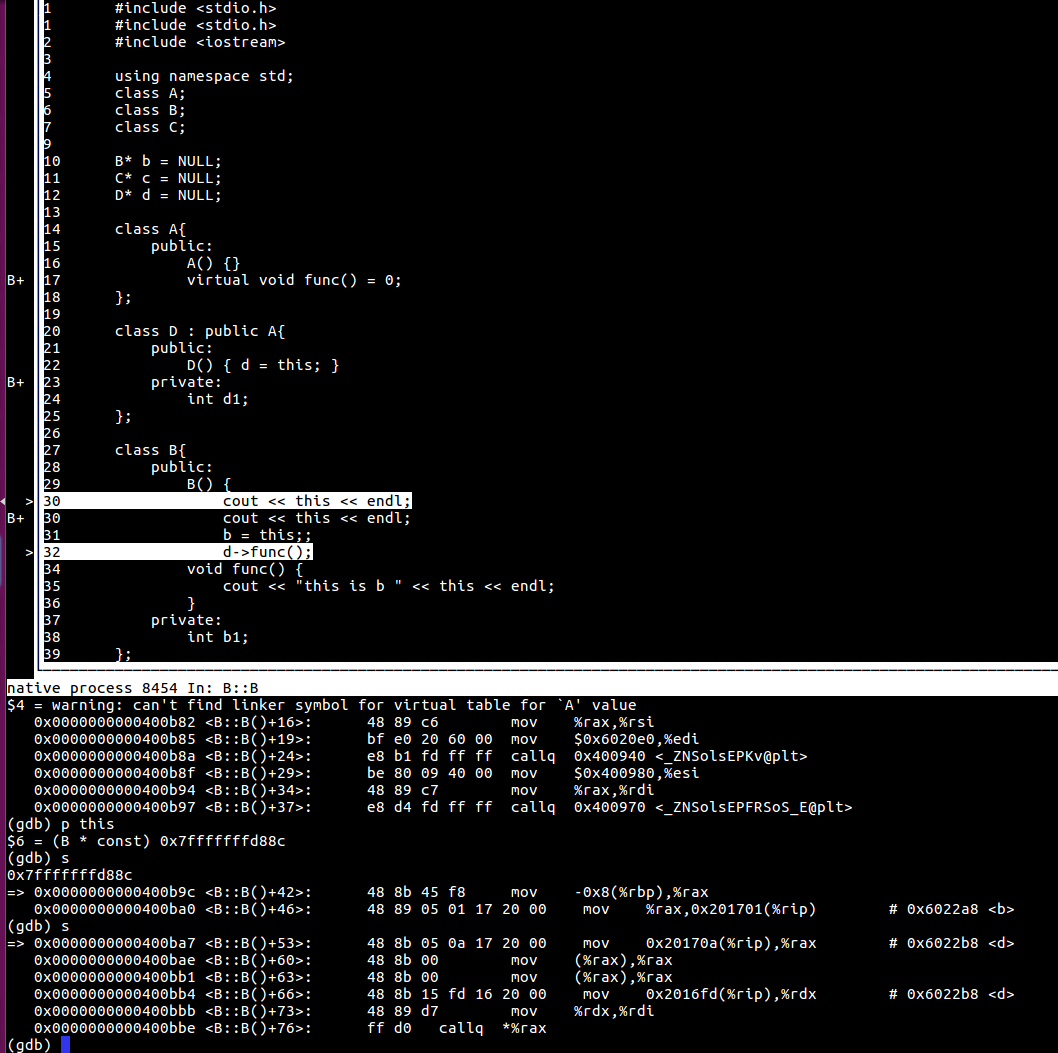 1 #include <stdio.h>
1 #include <stdio.h>
2 #include <iostream>
3
4 using namespace std;
5 class A;
6 class B;
7 class C;
9
10 B* b = NULL;
11 C* c = NULL;
12 D* d = NULL;
13
14 class A{
15 public:
16 A() {}
B+ 17 virtual void func() = 0;
18 };
19
20 class D : public A{
21 public:
22 D() { d = this; }
B+ 23 private:
24 int d1;
25 };
26
27 class B{
28 public:
29 B() {
> 30 cout << this << endl;
B+ 30 cout << this << endl;
31 b = this;;
> 32 d->func();
34 void func() {
35 cout << "this is b " << this << endl;
36 }
37 private:
38 int b1;
39 };
native process 8454 In: B::B
$4 = warning: can't find linker symbol for virtual table for `A' value
0x0000000000400b82 <B::B()+16>: 48 89 c6 mov %rax,%rsi
0x0000000000400b85 <B::B()+19>: bf e0 20 60 00 mov $0x6020e0,%edi
0x0000000000400b8a <B::B()+24>: e8 b1 fd ff ff callq 0x400940 <_ZNSolsEPKv@plt>
0x0000000000400b8f <B::B()+29>: be 80 09 40 00 mov $0x400980,%esi
0x0000000000400b94 <B::B()+34>: 48 89 c7 mov %rax,%rdi
0x0000000000400b97 <B::B()+37>: e8 d4 fd ff ff callq 0x400970 <_ZNSolsEPFRSoS_E@plt>
(gdb) p this
$6 = (B * const) 0x7fffffffd88c
(gdb) s
0x7fffffffd88c
=> 0x0000000000400b9c <B::B()+42>: 48 8b 45 f8 mov -0x8(%rbp),%rax
0x0000000000400ba0 <B::B()+46>: 48 89 05 01 17 20 00 mov %rax,0x201701(%rip) # 0x6022a8 <b>
(gdb) s
=> 0x0000000000400ba7 <B::B()+53>: 48 8b 05 0a 17 20 00 mov 0x20170a(%rip),%rax # 0x6022b8 <d>
0x0000000000400bae <B::B()+60>: 48 8b 00 mov (%rax),%rax
0x0000000000400bb1 <B::B()+63>: 48 8b 00 mov (%rax),%rax
0x0000000000400bb4 <B::B()+66>: 48 8b 15 fd 16 20 00 mov 0x2016fd(%rip),%rdx # 0x6022b8 <d>
0x0000000000400bbb <B::B()+73>: 48 89 d7 mov %rdx,%rdi
0x0000000000400bbe <B::B()+76>: ff d0 callq *%rax
(gdb)